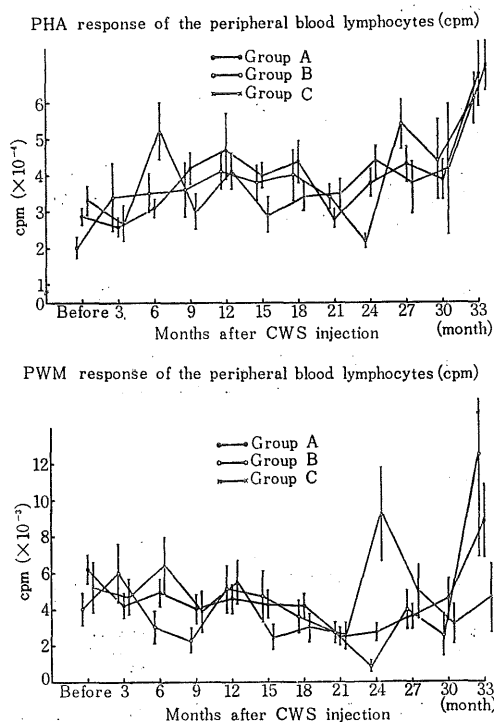 PHA response of the peripheral blood lymphocytes (cpm)
Group A
Group B
Group C
cpm (×10⁻⁴)
6
5
4
3
2
1
0
Before 3 6 9 12 15 18 21 24 27 30 33
(month)
Months after CWS injection
PWM response of the peripheral blood lymphocytes (cpm)
Group A
Group B
Group C
cpm (×10⁻³)
12
10
8
6
4
2
0
Before 3 6 9 12 15 18 21 24 27 30 33
(month)
Months after CWS injection